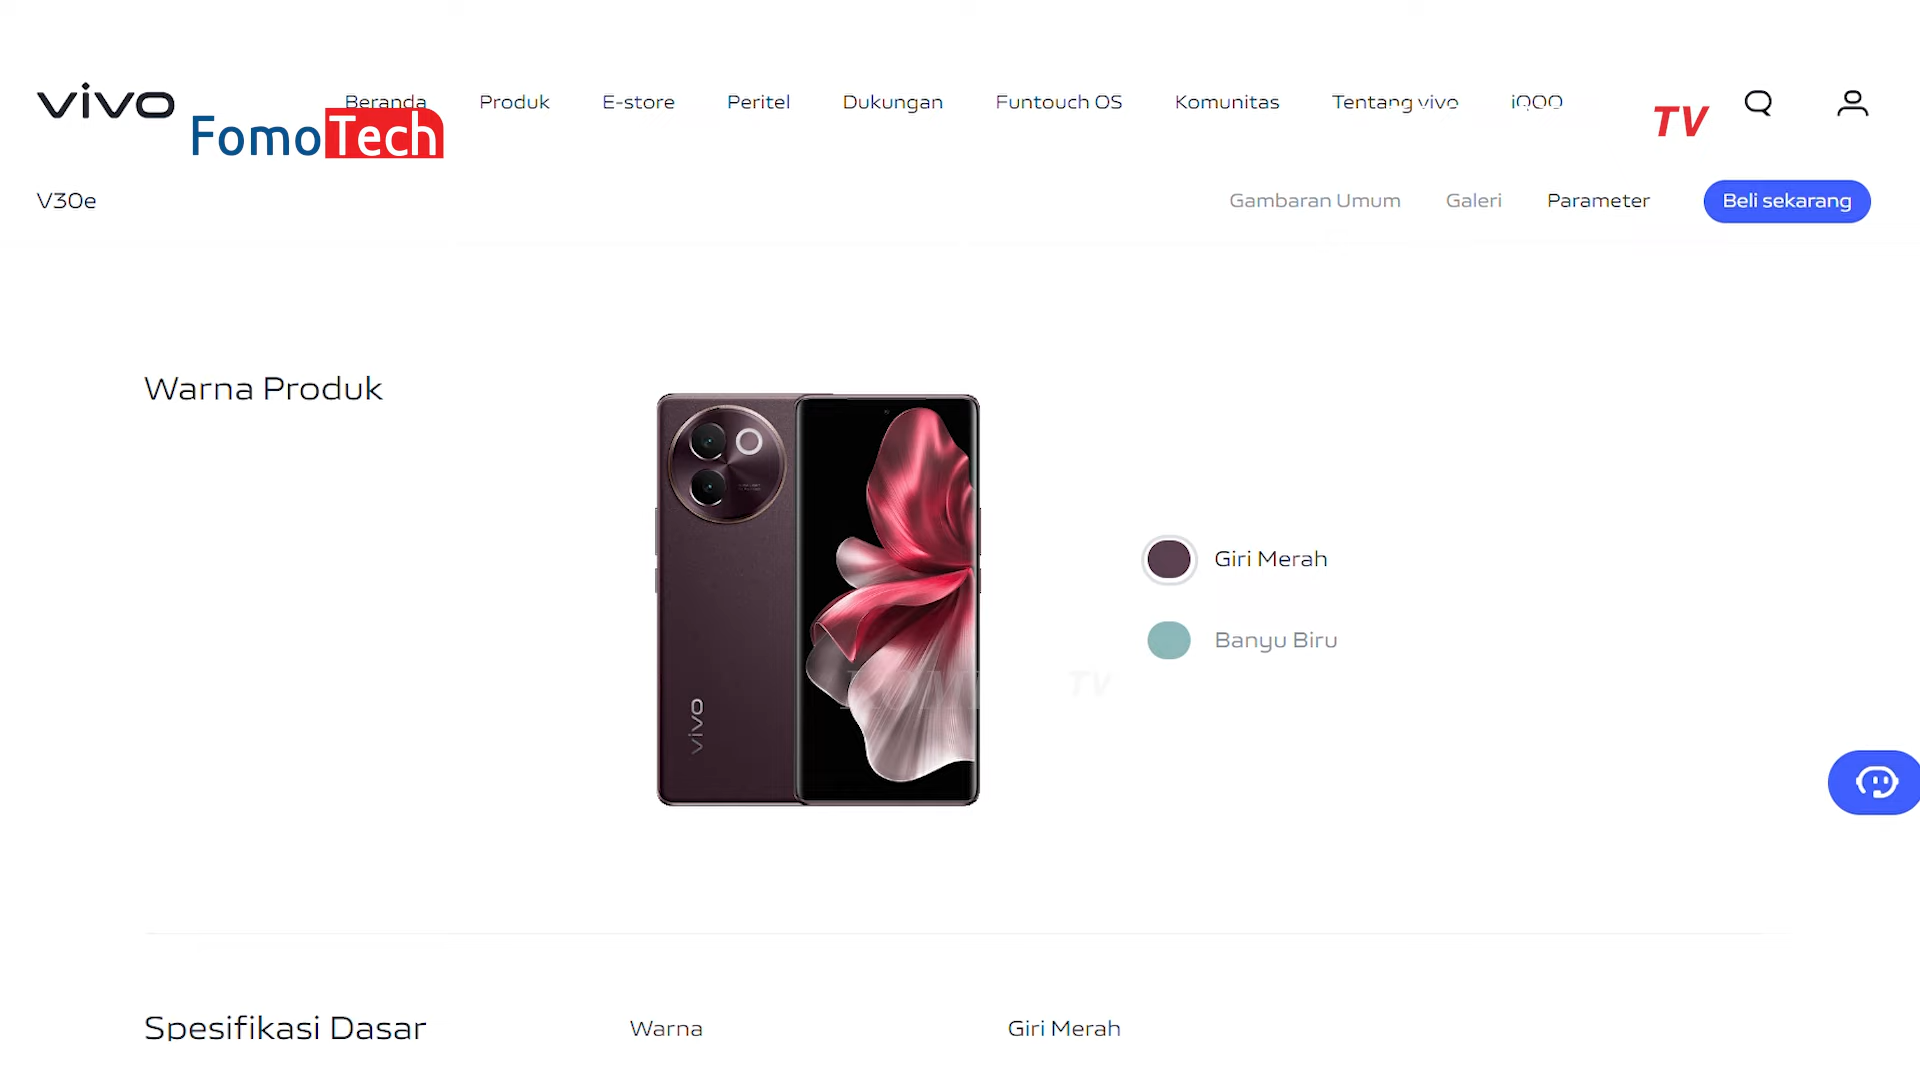 vivo
Beranda Produk E-store Peritel Dukungan Funtouch OS Komunitas Tentang vivo iQOO
FomoTech
TV
V30e
Gambaran Umum Galeri Parameter Beli sekarang
Warna Produk
vivo
Giri Merah
Banyu Biru
TV
Spesifikasi Dasar Warna Giri Merah